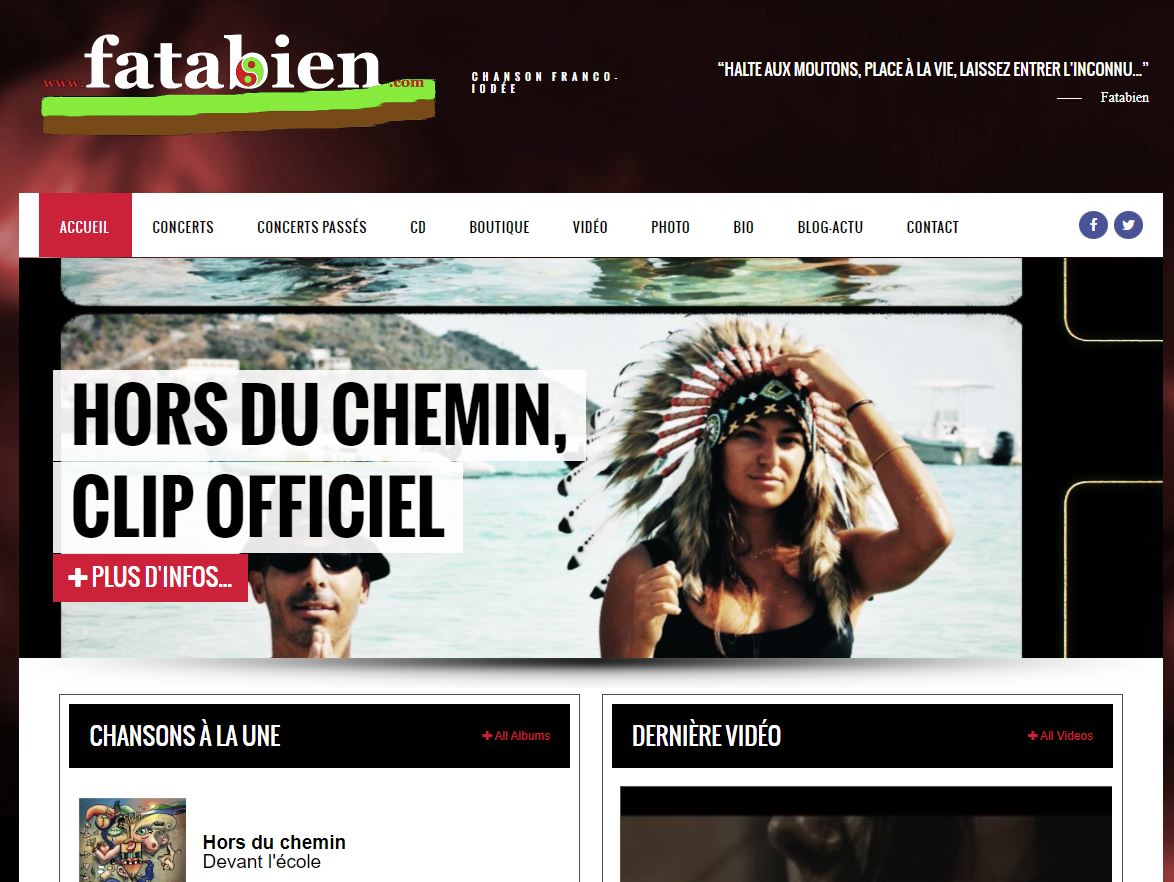 www.fatabien.com
CHANSON FRANCO-
IODÉE
“HALTE AUX MOUTONS, PLACE À LA VIE, LAISSEZ ENTRER L'INCONNU...”
Fatabien
ACCUEIL CONCERTS CONCERTS PASSÉS CD BOUTIQUE VIDÉO PHOTO BIO BLOG-ACTU CONTACT
HORS DU CHEMIN,
CLIP OFFICIEL
PLUS D'INFOS...
CHANSONS À LA UNE
All Albums
DERNIÈRE VIDÉO
All Videos
Hors du chemin
Devant l'école